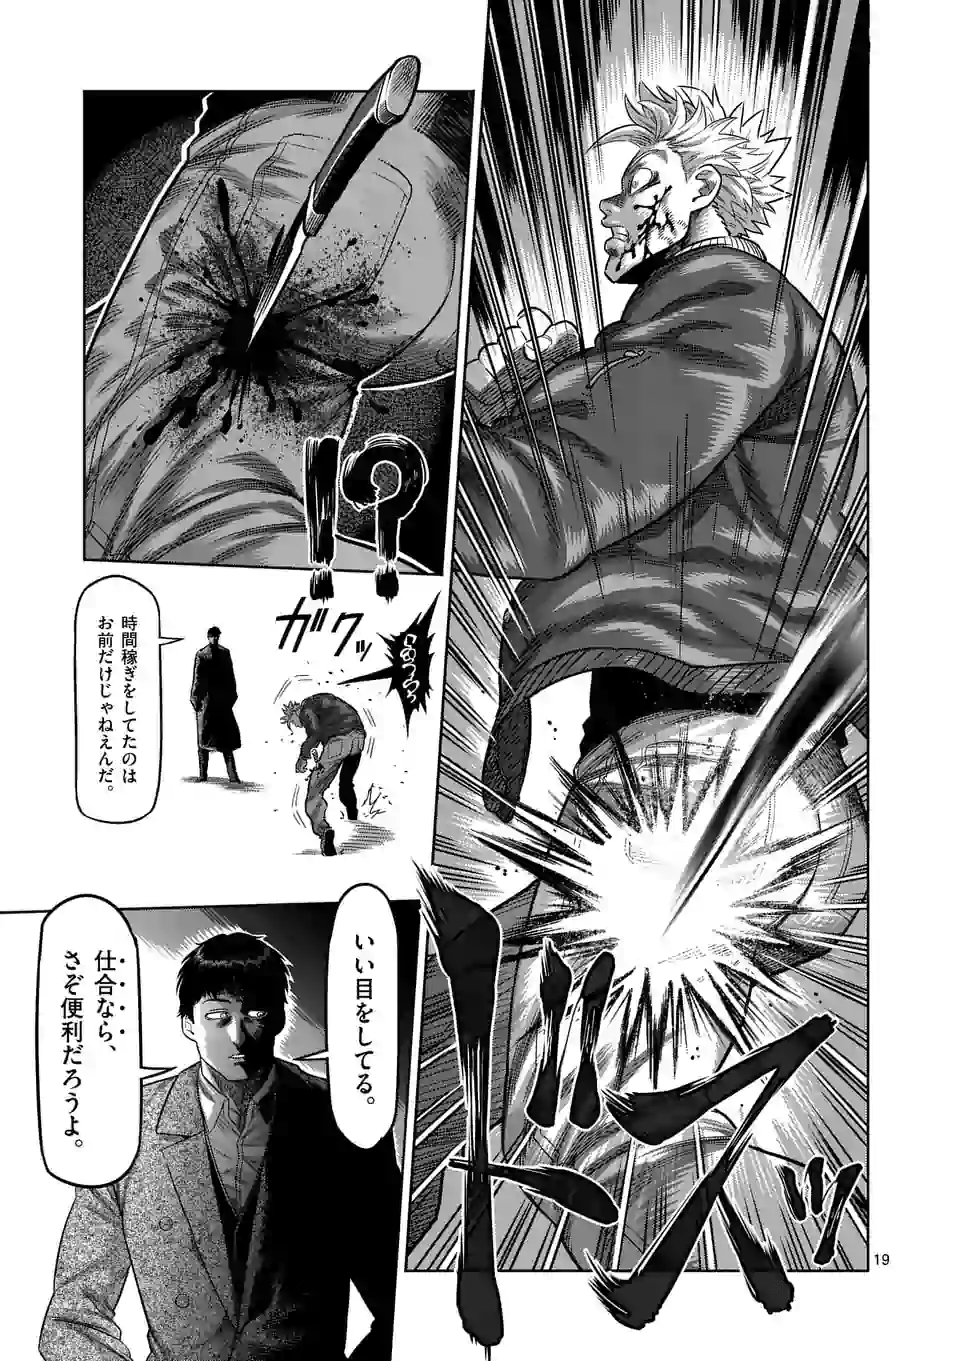 ドスッ
!?
ガクッ
ぐうっ
時間稼ぎをしてたのは
お前だけじゃねえんだ。
いい目をしてる。
仕合なら、
さぞ便利だろうよ。
19